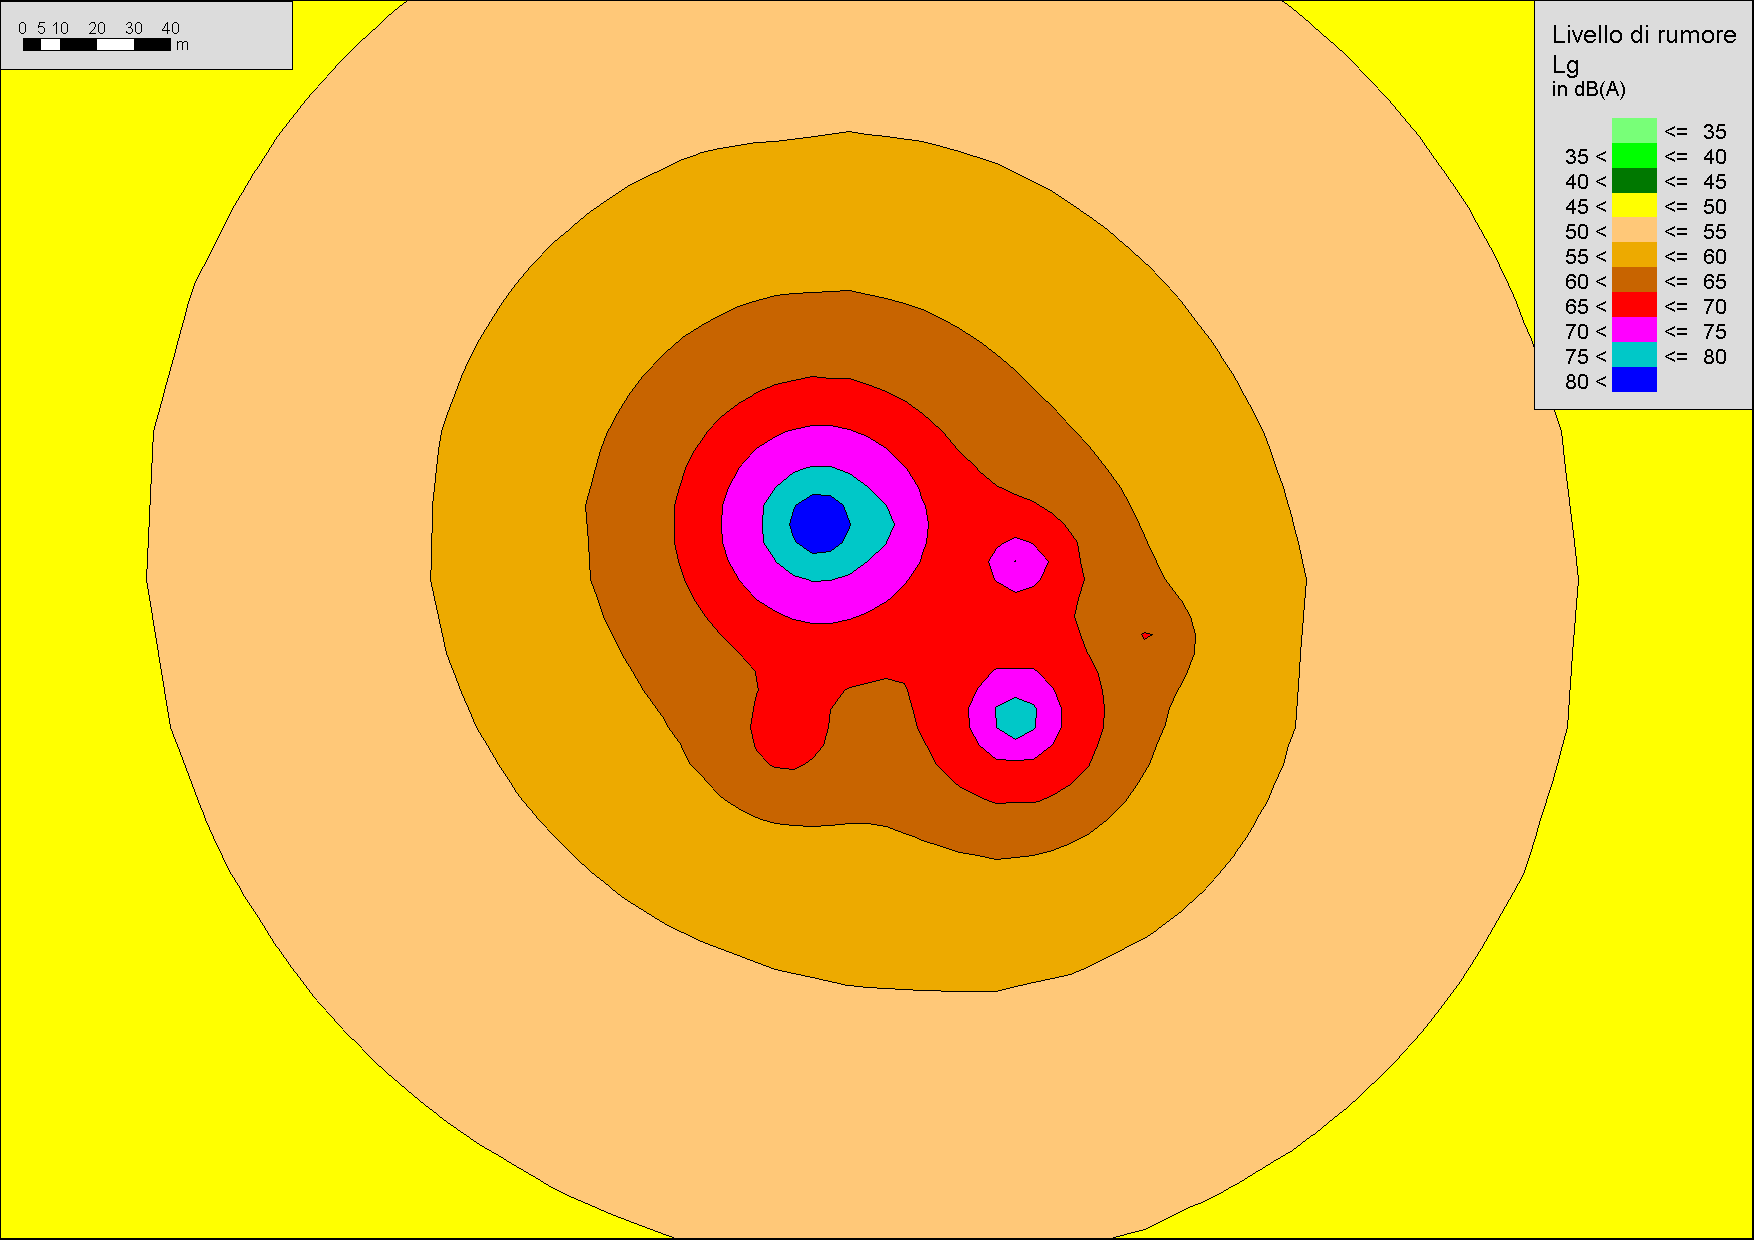 0 5 10 20 30 40
m
Livello di rumore
Lg
in dB(A)
<= 35
35 < <= 40
40 < <= 45
45 < <= 50
50 < <= 55
55 < <= 60
60 < <= 65
65 < <= 70
70 < <= 75
75 < <= 80
80 <